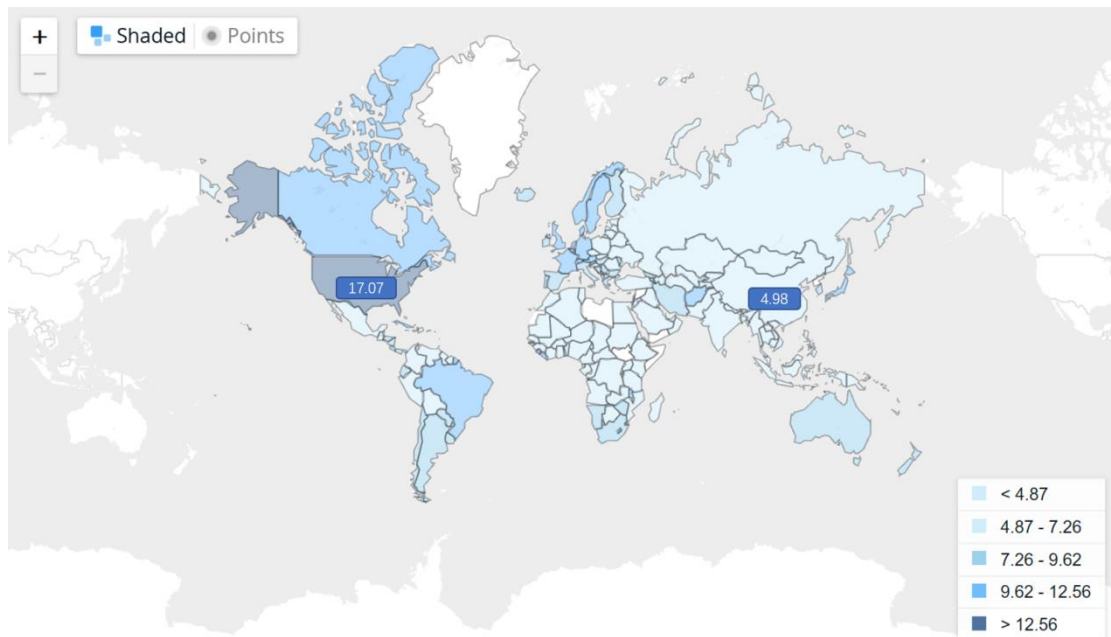 +
Shaded
Points
−
17.07
4.98
< 4.87
4.87 - 7.26
7.26 - 9.62
9.62 - 12.56
> 12.56